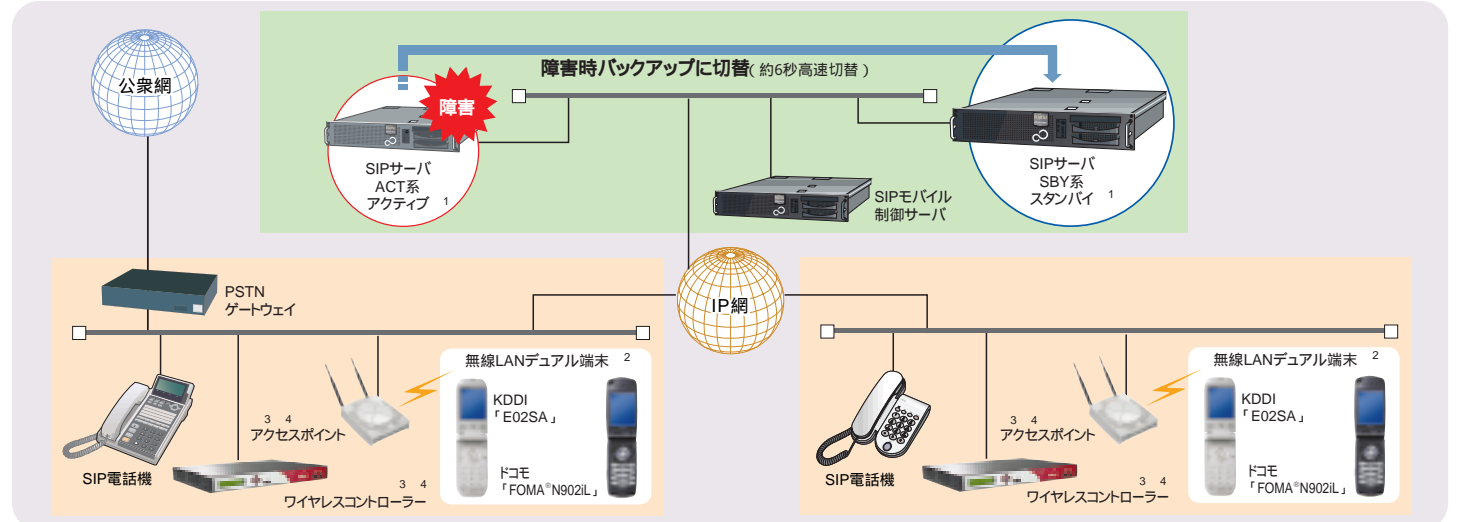 公衆網
障害時バックアップに切替(約6秒高速切替)
障害
SIPサーバ
ACT系
アクティブ 1
SIPサーバ
SBY系
スタンバイ 1
SIPモバイル
制御サーバ
IP網
PSTN
ゲートウェイ
無線LANデュアル端末 2
KDDI
「E02SA」
ドコモ
「FOMA®N902iL」
3 4
アクセスポイント
SIP電話機
3 4
ワイヤレスコントローラー
無線LANデュアル端末 2
KDDI
「E02SA」
ドコモ
「FOMA®N902iL」
3 4
アクセスポイント
SIP電話機
3 4
ワイヤレスコントローラー